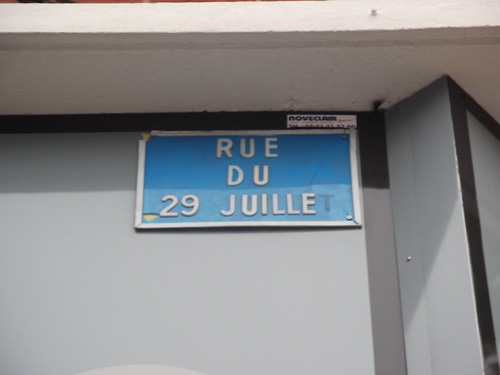 NOVECLAIR
RUE
DU
29 JUILLET